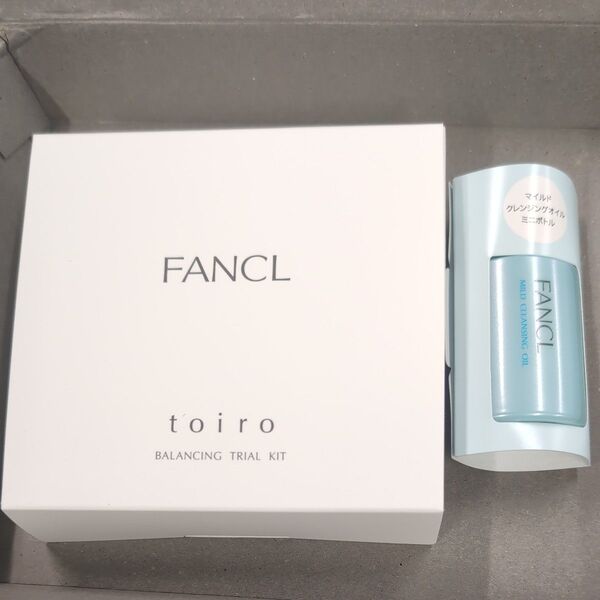 FANCL
toiro
BALANCING TRIAL KIT
マイルド
クレンジングオイル
ミニボトル
FANCL
MILD CLEANSING OIL